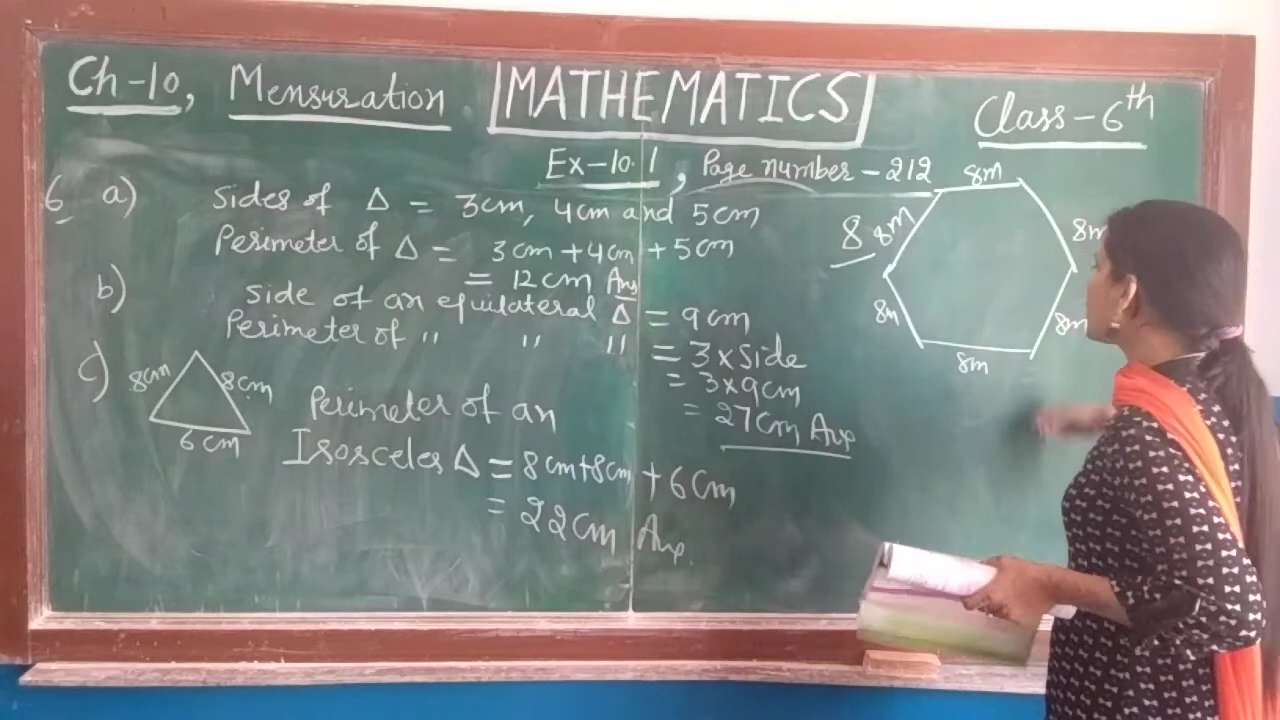 Ch-10, Mensuration
MATHEMATICS
Class-6th
Ex-10.1, Page number-212
6 a) Sides of Δ = 3cm, 4cm and 5cm
Perimeter of Δ = 3cm+4cm+5cm
= 12cm Ans
b) Side of an equilateral Δ = 9cm
Perimeter of " " " = 3×Side
= 3×9cm
= 27cm Ans
c) 8cm 8cm
6cm
Perimeter of an
Isosceles Δ = 8cm+8cm+6cm
= 22cm Ans.
8
8m
8m 8m
8m 8m
8m